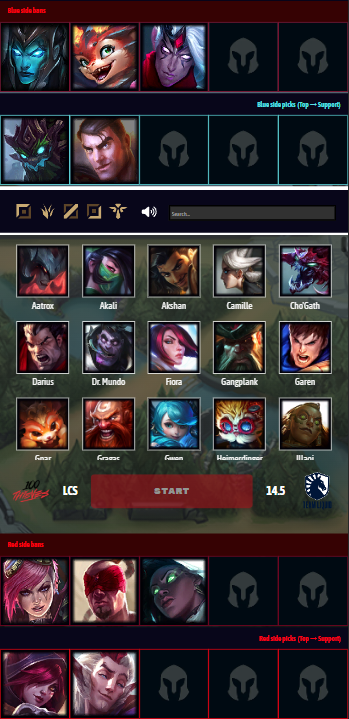 Blue side bans
Blue side picks (Top → Support)
Search...
Aatrox
Akali
Akshan
Camille
Cho'Gath
Darius
Dr. Mundo
Fiora
Gangplank
Garen
Gnar
Gragas
Gwen
Heimerdinger
Illaoi
100
THIEVES
LCS
START
14.5
Red side bans
Red side picks (Top → Support)